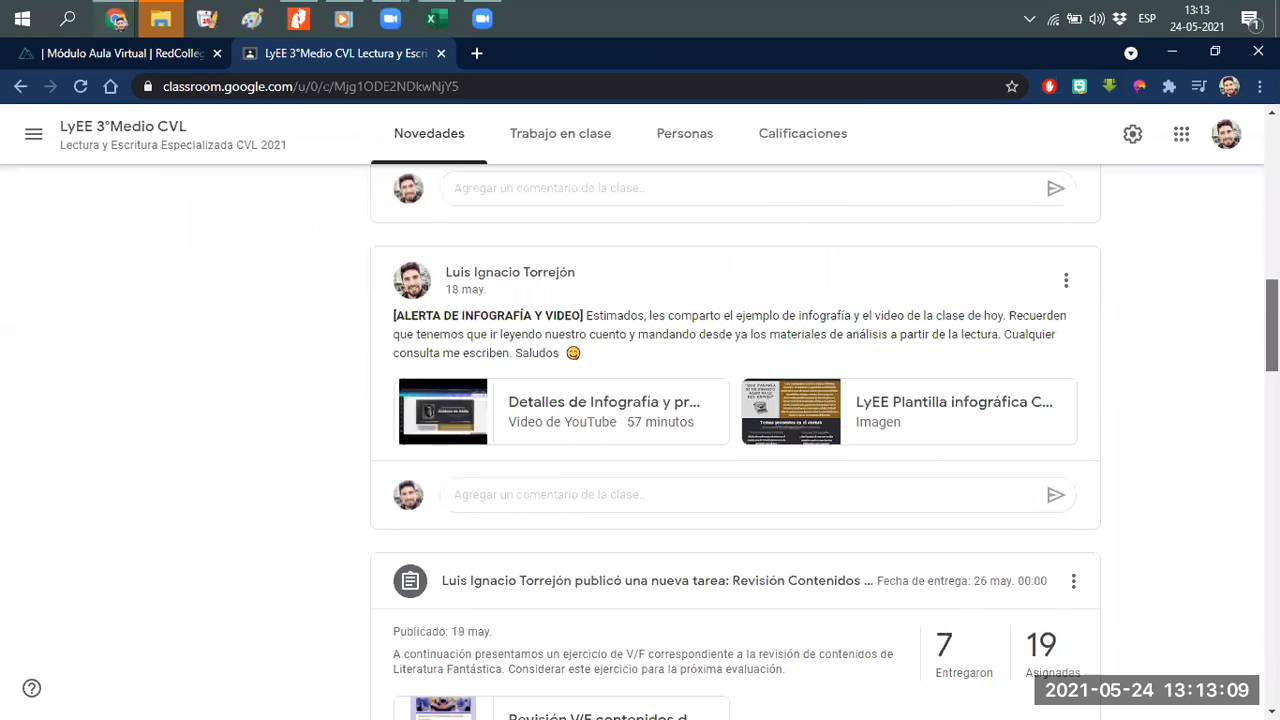 ESP
13:13
24-05-2021
1
| Módulo Aula Virtual | RedColleg
LyEE 3°Medio CVL Lectura y Escri
classroom.google.com/u/0/c/Mjg1ODE2NDkwNjY5
LyEE 3°Medio CVL
Lectura y Escritura Especializada CVL 2021
Novedades
Trabajo en clase
Personas
Calificaciones
Agregar un comentario de la clase..
Luis Ignacio Torrejón
18 may.
[ALERTA DE INFOGRAFÍA Y VIDEO] Estimados, les comparto el ejemplo de infografía y el video de la clase de hoy. Recuerden
que tenemos que ir leyendo nuestro cuento y mandando desde ya los materiales de análisis a partir de la lectura. Cualquier
consulta me escriben. Saludos
Detalles de Infografía y pr...
Video de YouTube 57 minutos
LyEE Plantilla infográfica C...
Imagen
Agregar un comentario de la clase..
Luis Ignacio Torrejón publicó una nueva tarea: Revisión Contenidos ...
Fecha de entrega: 26 may. 00:00
Publicado: 19 may.
A continuación presentamos un ejercicio de V/F correspondiente a la revisión de contenidos de
Literatura Fantástica. Considerar este ejercicio para la próxima evaluación.
7
Entregaron
19
Asignadas
Revisión V/F contenidos d...
2021-05-24 13:13:09